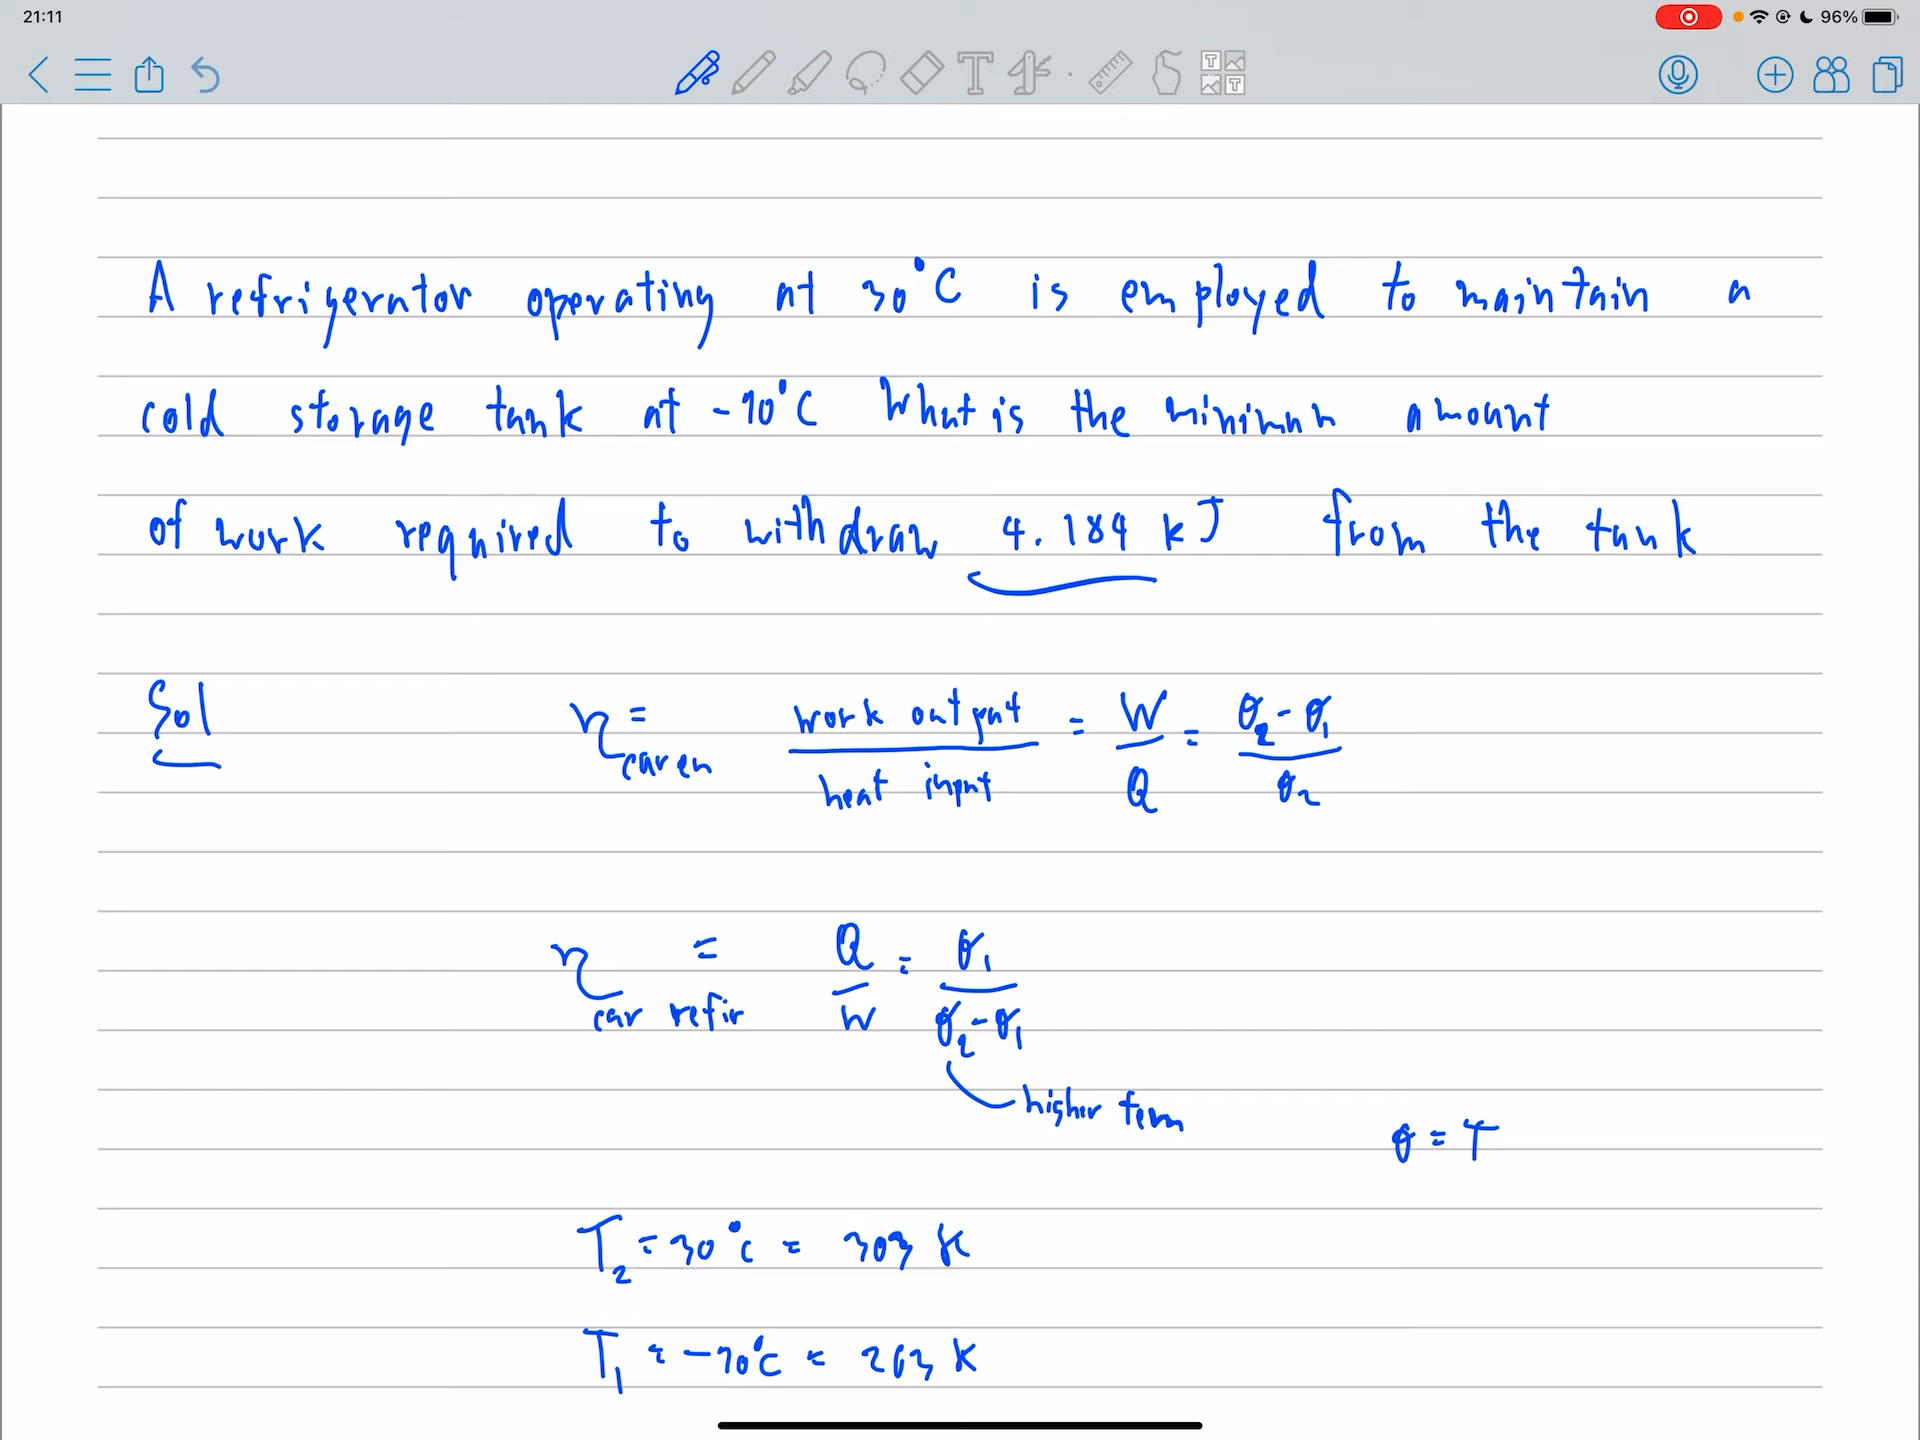 21:11
96%
A refrigerator operating at 30°C is employed to maintain a
cold storage tank at -10°C What is the minimum amount
of work required to withdraw 4.184 kJ from the tank
Sol
η caren = work output / heat input = W / Q = θ₂ - θ₁ / θ₂
η car refir = Q / W = θ₁ / θ₂ - θ₁
higher tem
θ = T
T₂ = 30°C = 303 K
T₁ = -10°C = 263 K